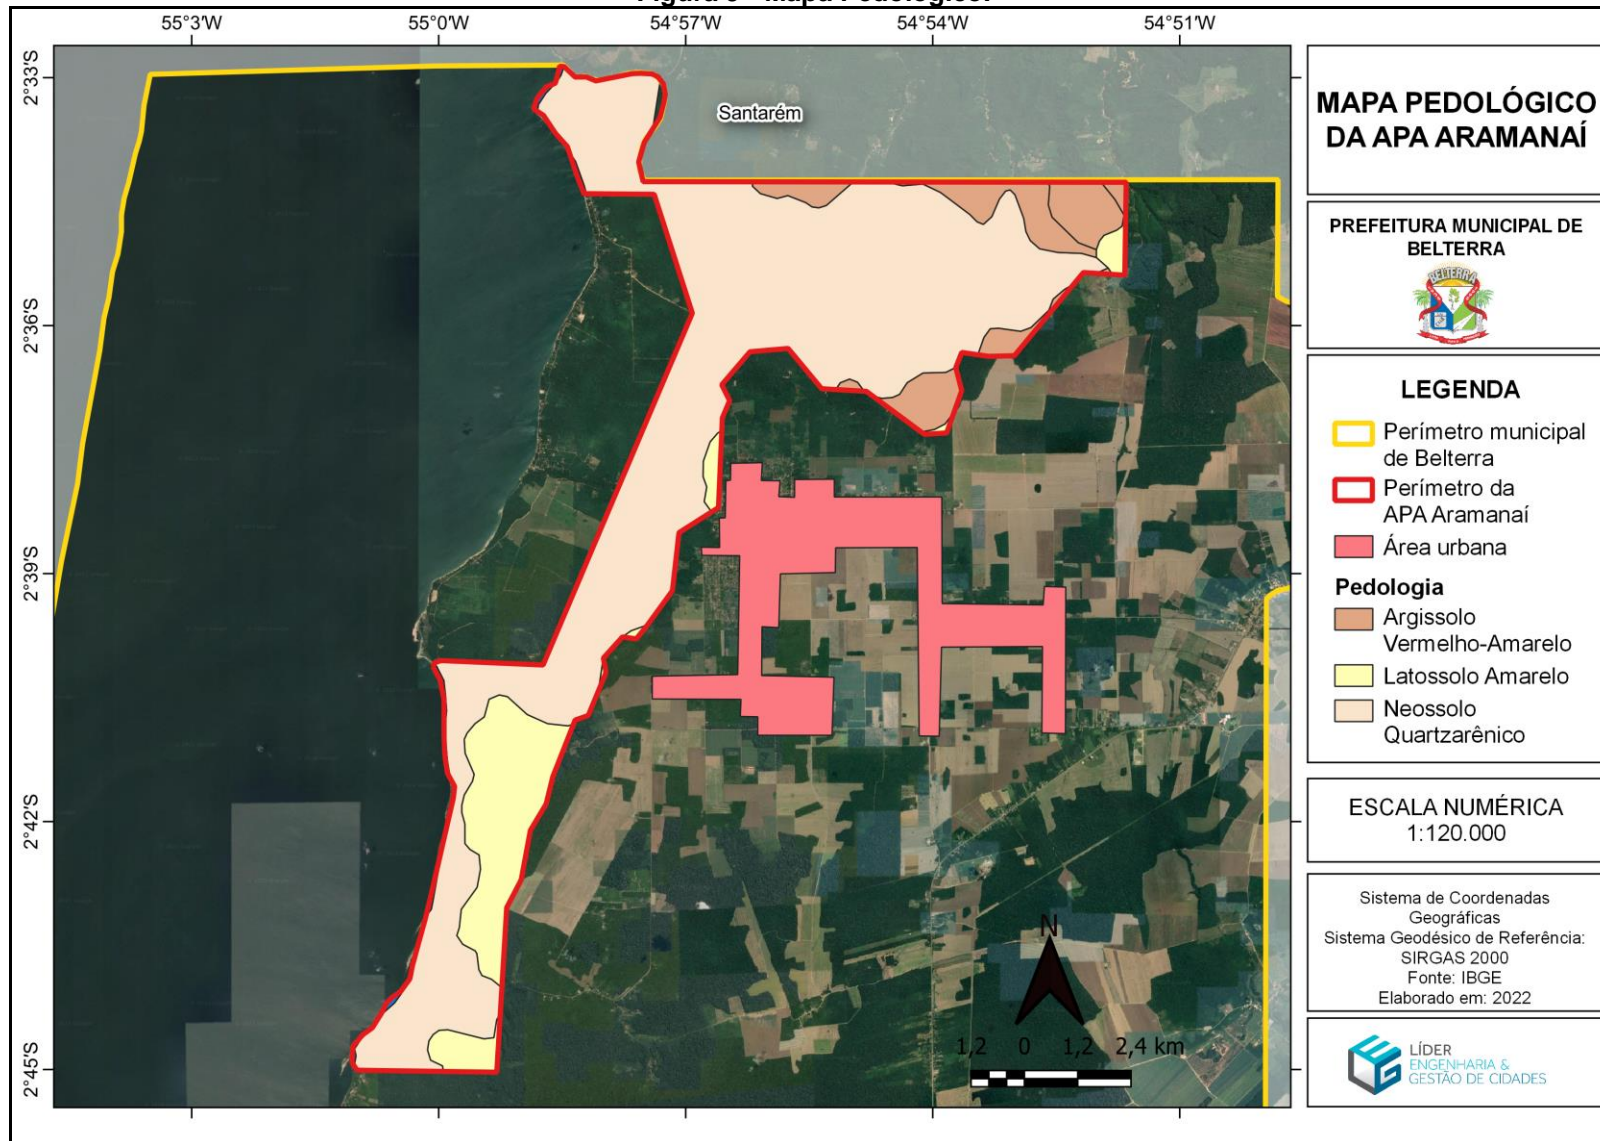 55°3'W 55°0'W 54°57'W 54°54'W 54°51'W
2°33'S
2°36'S
2°39'S
2°42'S
2°45'S
Santarém
N
1,2 0 1,2 2,4 km
MAPA PEDOLÓGICO
DA APA ARAMANAÍ
PREFEITURA MUNICIPAL DE
BELTERRA
BELTERRA
LEGENDA
Perímetro municipal
de Belterra
Perímetro da
APA Aramanaí
Área urbana
Pedologia
Argissolo
Vermelho-Amarelo
Latossolo Amarelo
Neossolo
Quartzarênico
ESCALA NUMÉRICA
1:120.000
Sistema de Coordenadas
Geográficas
Sistema Geodésico de Referência:
SIRGAS 2000
Fonte: IBGE
Elaborado em: 2022
LÍDER
ENGENHARIA &
GESTÃO DE CIDADES